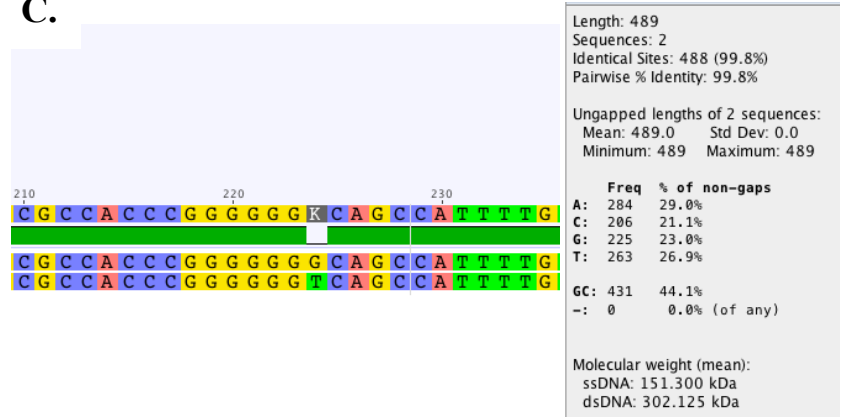 C.
210 220 230
C G C C A C C C G G G G G G K C A G C C A T T T T G
C G C C A C C C G G G G G G G C A G C C A T T T T G
C G C C A C C C G G G G G G T C A G C C A T T T T G
Length: 489
Sequences: 2
Identical Sites: 488 (99.8%)
Pairwise % Identity: 99.8%
Ungapped lengths of 2 sequences:
Mean: 489.0 Std Dev: 0.0
Minimum: 489 Maximum: 489
Freq % of non-gaps
A: 284 29.0%
C: 206 21.1%
G: 225 23.0%
T: 263 26.9%
GC: 431 44.1%
-: 0 0.0% (of any)
Molecular weight (mean):
ssDNA: 151.300 kDa
dsDNA: 302.125 kDa